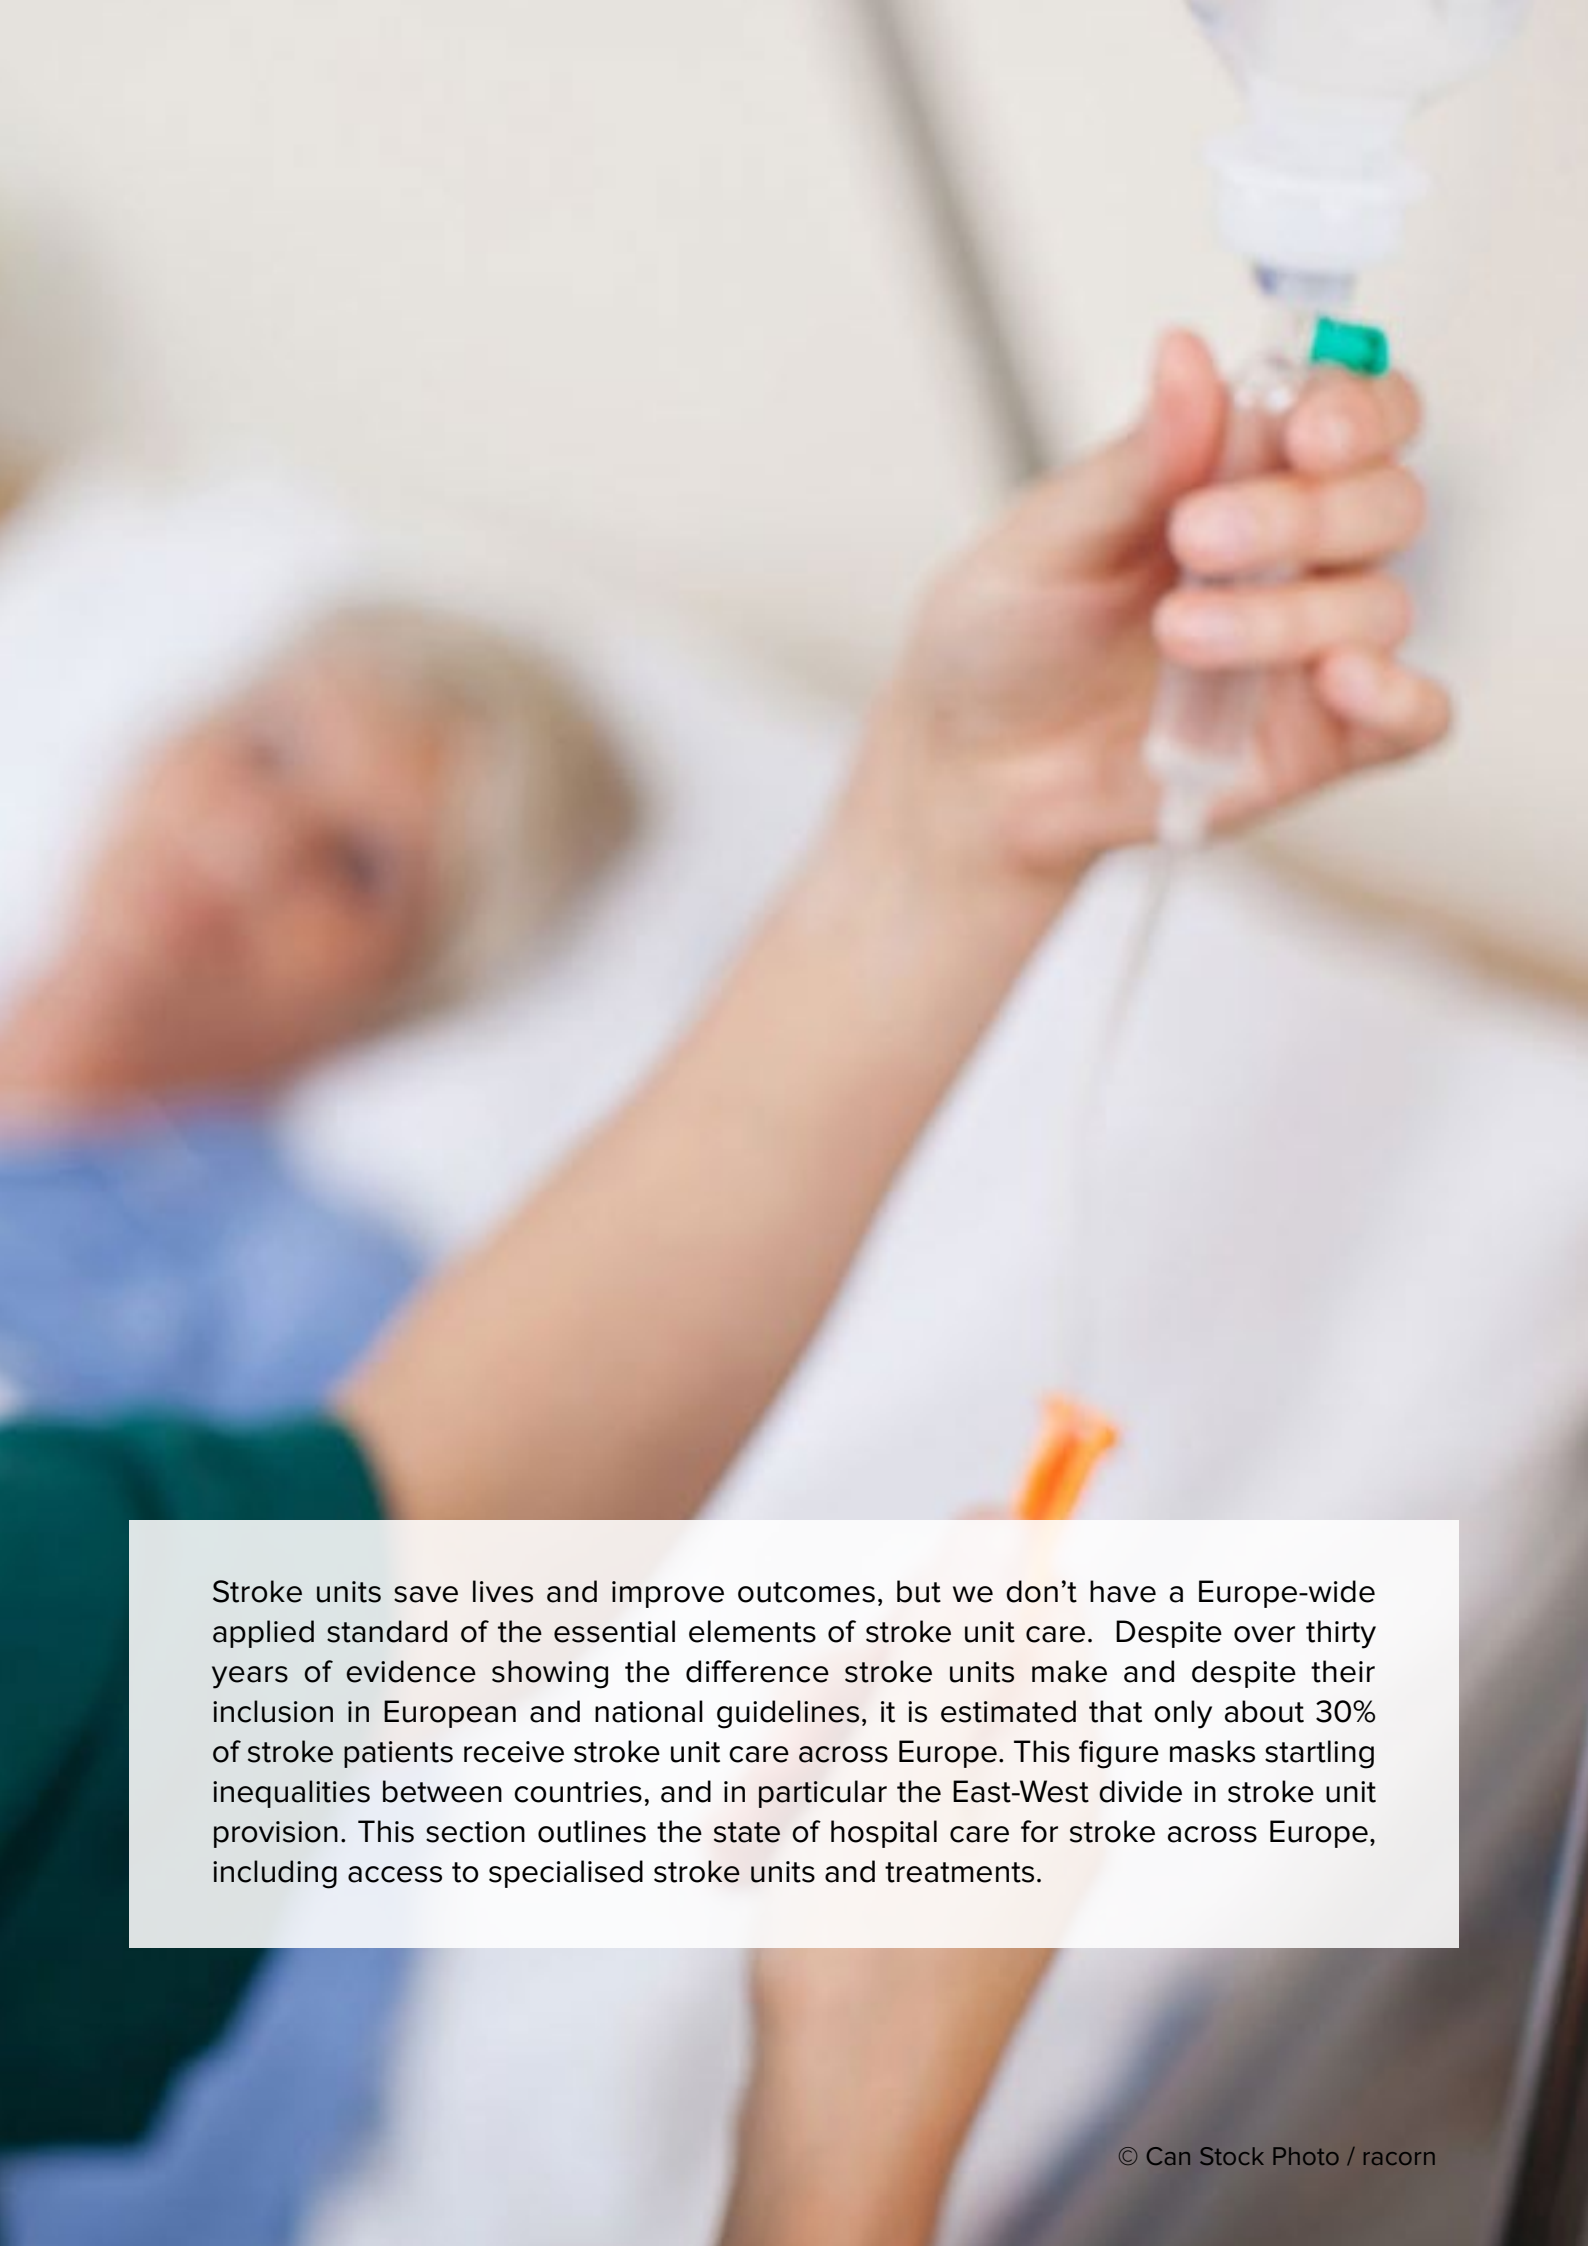 Stroke units save lives and improve outcomes, but we don’t have a Europe-wide
applied standard of the essential elements of stroke unit care.  Despite over thirty
years of evidence showing the difference stroke units make and despite their
inclusion in European and national guidelines, it is estimated that only about 30%
of stroke patients receive stroke unit care across Europe. This figure masks startling
inequalities between countries, and in particular the East-West divide in stroke unit
provision. This section outlines the state of hospital care for stroke across Europe,
including access to specialised stroke units and treatments.
© Can Stock Photo / racorn